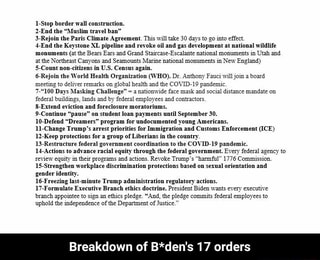 1-Stop border wall construction.
2-End the “Muslim travel ban”
3-Rejoin the Paris Climate Agreement. This will take 30 days to go into effect.
4-End the Keystone XL pipeline and revoke oil and gas development at national wildlife
monuments (at the Bears Ears and Grand Staircase-Escalante national monuments in Utah and
at the Northeast Canyons and Seamounts Marine national monuments in New England)
5-Count non-citizens in U.S. Census again.
6-Rejoin the World Health Organization (WHO). Dr. Anthony Fauci will join a board
meeting to deliver remarks on global health and the COVID-19 pandemic.
7-“100 Days Masking Challenge” = a nationwide face mask and social distance mandate on
federal buildings, lands and by federal employees and contractors.
8-Extend eviction and foreclosure moratoriums.
9-Continue “pause” on student loan payments until September 30.
10-Defend “Dreamers” program for undocumented young Americans.
11-Change Trump’s arrest priorities for Immigration and Customs Enforcement (ICE)
12-Keep protections for a group of Liberians in the country.
13-Restructure federal government coordination to the COVID-19 pandemic.
14-Actions to advance racial equity through the federal government. Every federal agency to
review equity in their programs and actions. Revoke Trump’s “harmful” 1776 Commission.
15-Strengthen workplace discrimination protections based on sexual orientation and
gender identity.
16-Freezing last-minute Trump administration regulatory actions.
17-Formulate Executive Branch ethics doctrine. President Biden wants every executive
branch appointee to sign an ethics pledge. “And, the pledge commits federal employees to
uphold the independence of the Department of Justice.”
Breakdown of B*den's 17 orders